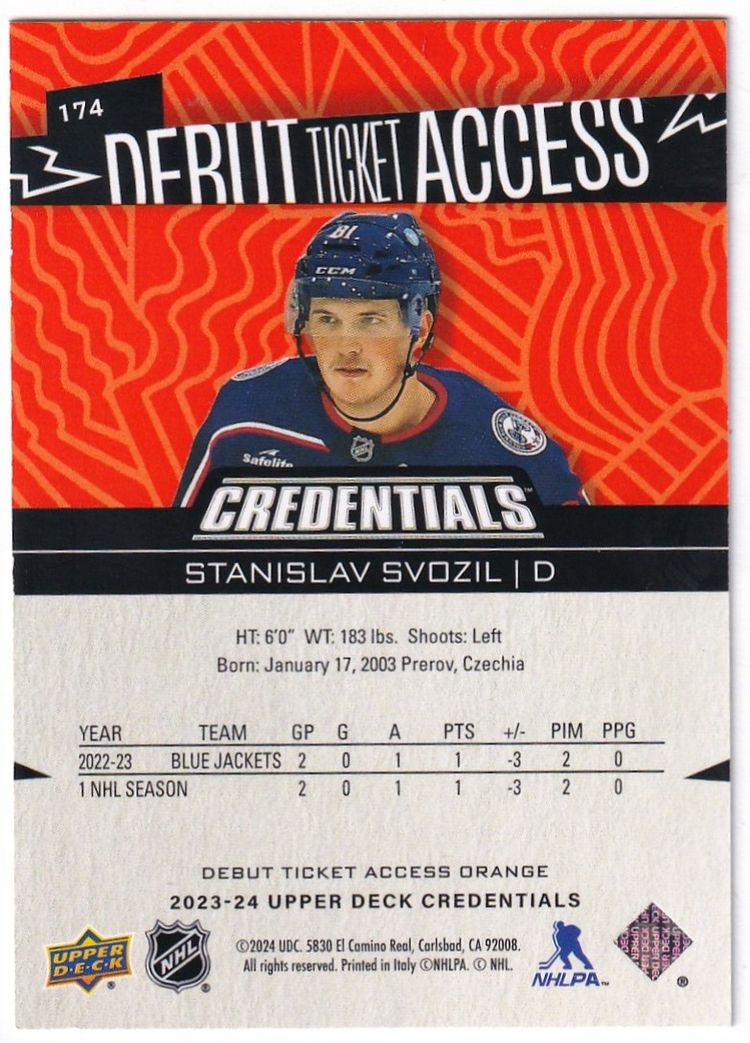 174
DEBUT TICKET ACCESS
81
CCM
Safelite
CREDENTIALS™
STANISLAV SVOZIL | D
HT: 6'0" WT: 183 lbs. Shoots: Left
Born: January 17, 2003 Prerov, Czechia
YEAR TEAM GP G A PTS +/- PIM PPG
2022-23 BLUE JACKETS 2 0 1 1 -3 2 0
1 NHL SEASON 2 0 1 1 -3 2 0
DEBUT TICKET ACCESS ORANGE
2023-24 UPPER DECK CREDENTIALS
UPPER
D·E·C·K
®
NHL
®
©2024 UDC. 5830 El Camino Real, Carlsbad, CA 92008.
All rights reserved. Printed in Italy ©NHLPA. © NHL.
NHLPA™
UPPER DECK
®